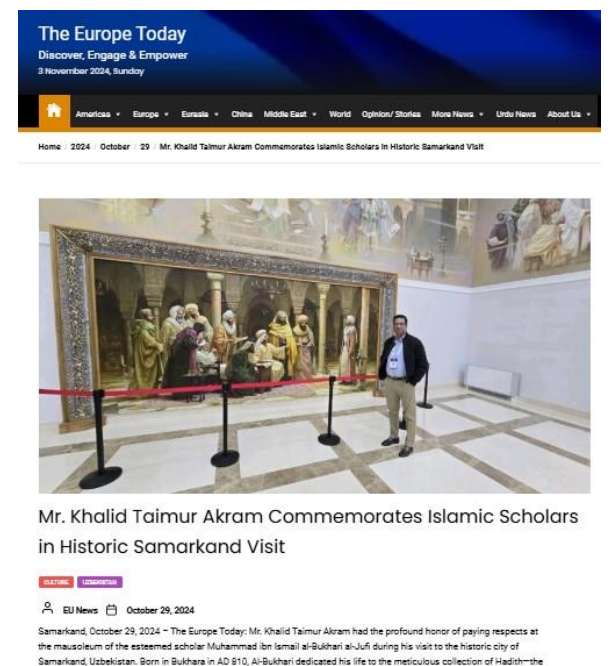 The Europe Today
Discover, Engage & Empower
3 November 2024, Sunday
Americas Europe Eurasia China Middle East World Opinion/ Stories More News Urdu News About Us
Home / 2024 / October / 29 / Mr. Khalid Taimur Akram Commemorates Islamic Scholars in Historic Samarkand Visit
Mr. Khalid Taimur Akram Commemorates Islamic Scholars
in Historic Samarkand Visit
CULTURE UZBEKISTAN
EU News October 29, 2024
Samarkand, October 29, 2024 – The Europe Today: Mr. Khalid Taimur Akram had the profound honor of paying respects at
the mausoleum of the esteemed scholar Muhammad ibn Ismail al-Bukhari al-Jufi during his visit to the historic city of
Samarkand, Uzbekistan. Born in Bukhara in AD 810, Al-Bukhari dedicated his life to the meticulous collection of Hadith—the